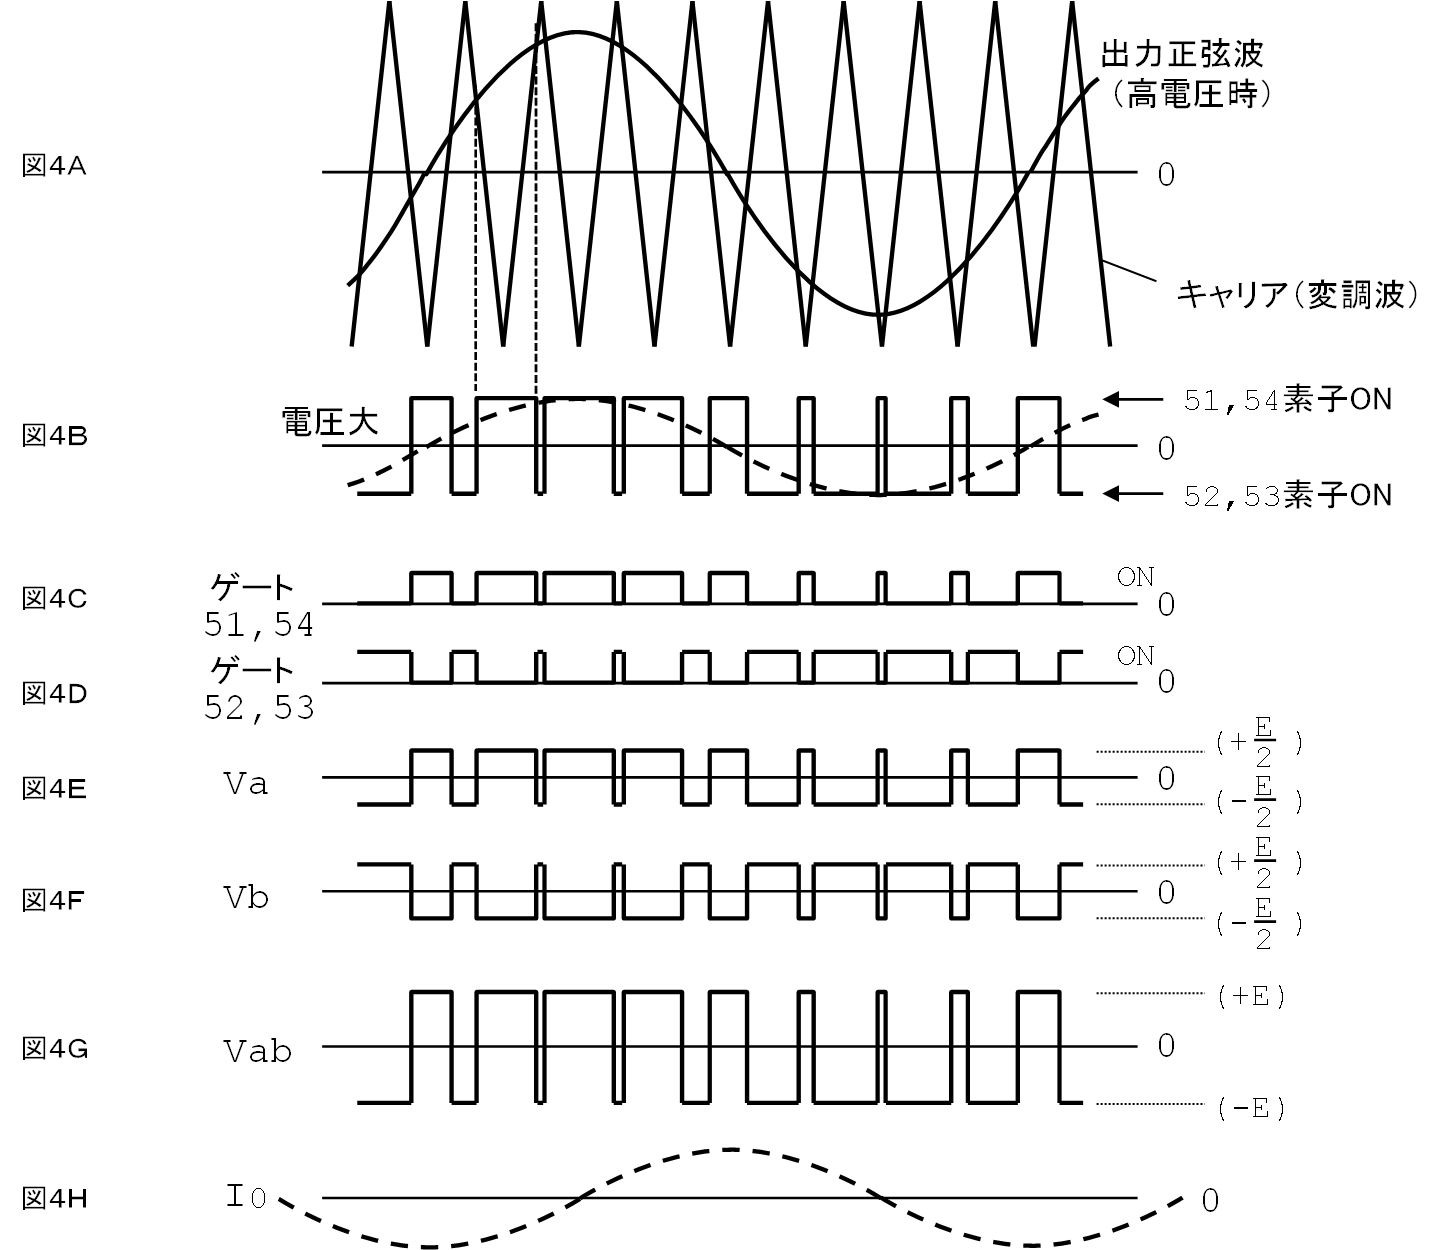 出力正弦波
（高電圧時）
図4A
0
キャリア（変調波）
電圧大
51,54素子ON
図4B
0
52,53素子ON
図4C
ゲート
51,54
ON
0
図4D
ゲート
52,53
ON
0
図4E
Va
(+E/2)
0
(-E/2)
図4F
Vb
(+E/2)
0
(-E/2)
図4G
Vab
(+E)
0
(-E)
図4H
I0
0